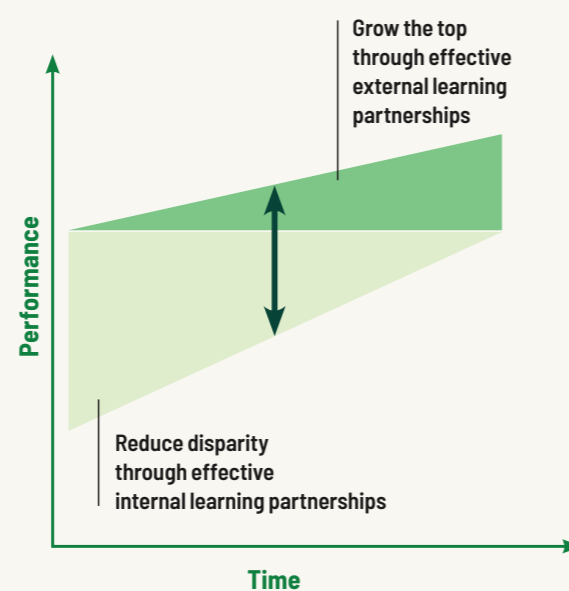 Grow the top
through effective
external learning
partnerships
Performance
Reduce disparity
through effective
internal learning partnerships
Time